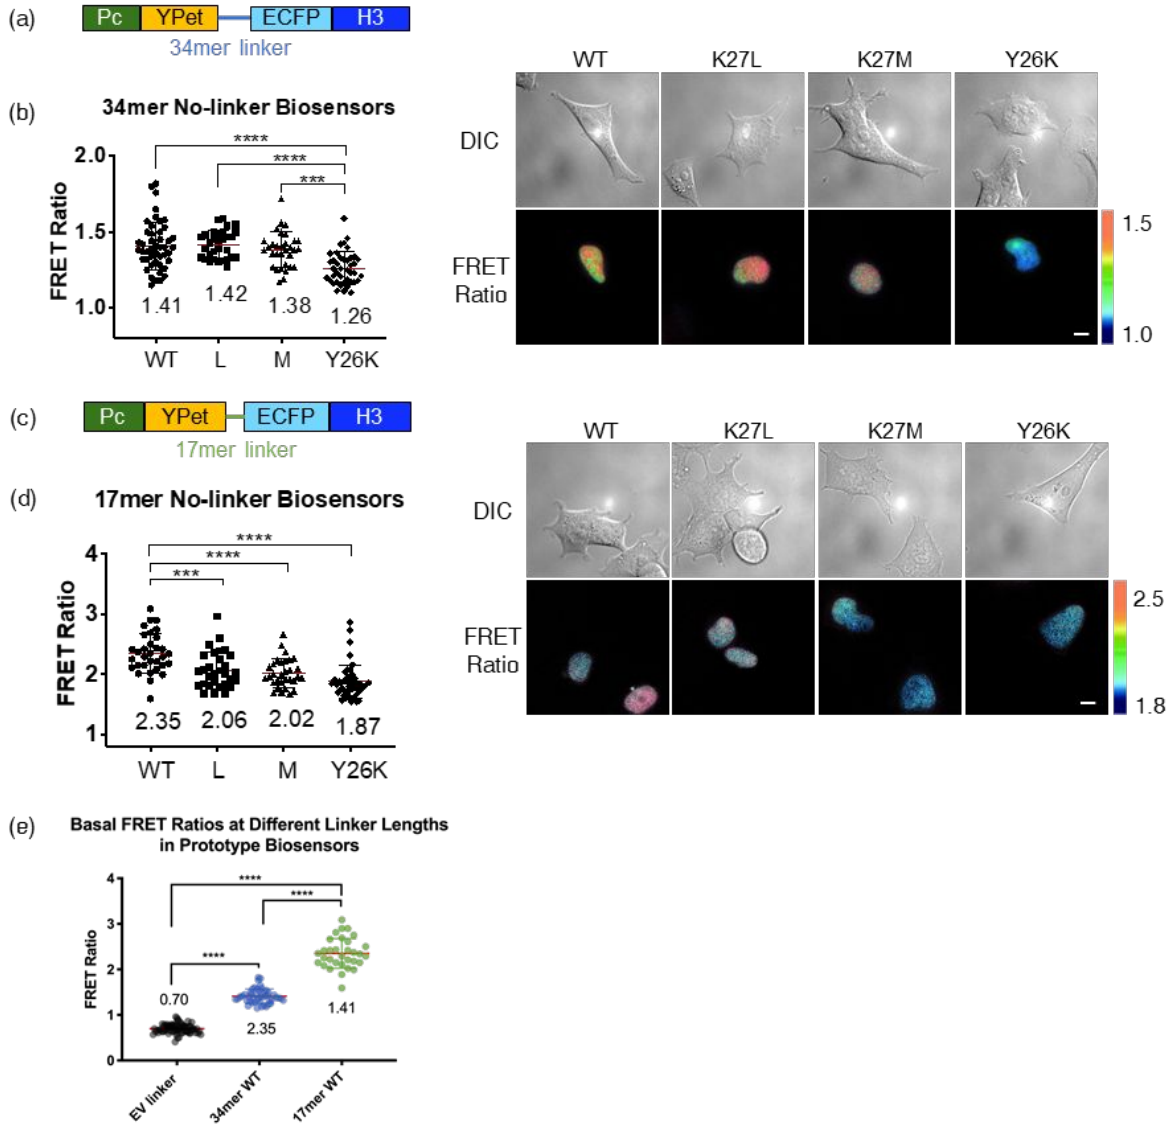 (a)
Pc YPet ECFP H3
34mer linker
(b)
34mer No-linker Biosensors
****
****
***
2.0
1.5
1.0
FRET Ratio
1.41
1.42
1.38
1.26
WT L M Y26K
WT K27L K27M Y26K
DIC
FRET
Ratio
1.5
1.0
(c)
Pc YPet ECFP H3
17mer linker
(d)
17mer No-linker Biosensors
****
****
***
4
3
2
1
FRET Ratio
2.35
2.06
2.02
1.87
WT L M Y26K
WT K27L K27M Y26K
DIC
FRET
Ratio
2.5
1.8
(e)
Basal FRET Ratios at Different Linker Lengths
in Prototype Biosensors
****
****
****
4
3
2
1
0
FRET Ratio
0.70
2.35
1.41
EV linker
34mer WT
17mer WT